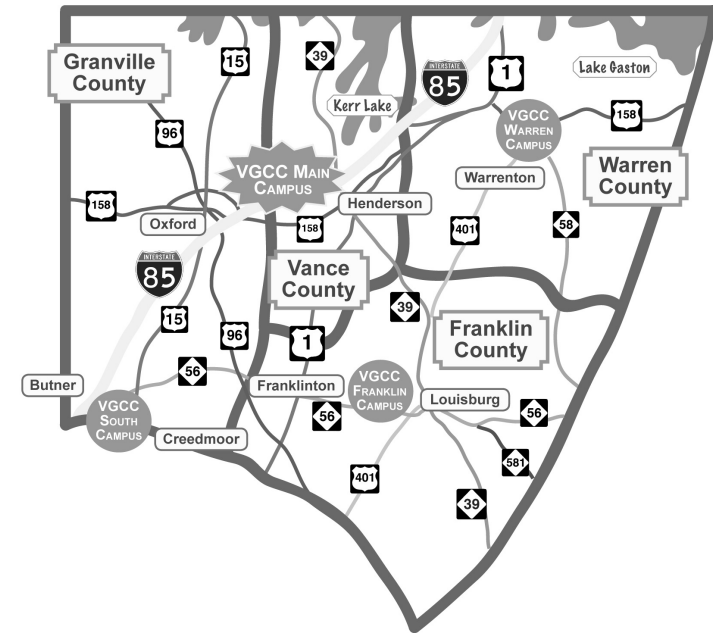 Granville
County
15
39
INTERSTATE
85
1
Lake Gaston
Kerr Lake
96
158
VGCC
WARREN
CAMPUS
VGCC MAIN
CAMPUS
Warren
County
Warrenton
158
Oxford
Henderson
158
401
58
INTERSTATE
85
Vance
County
15
96
39
1
Franklin
County
Butner
56
Franklinton
VGCC
FRANKLIN
CAMPUS
Louisburg
VGCC
SOUTH
CAMPUS
56
56
Creedmoor
581
401
39